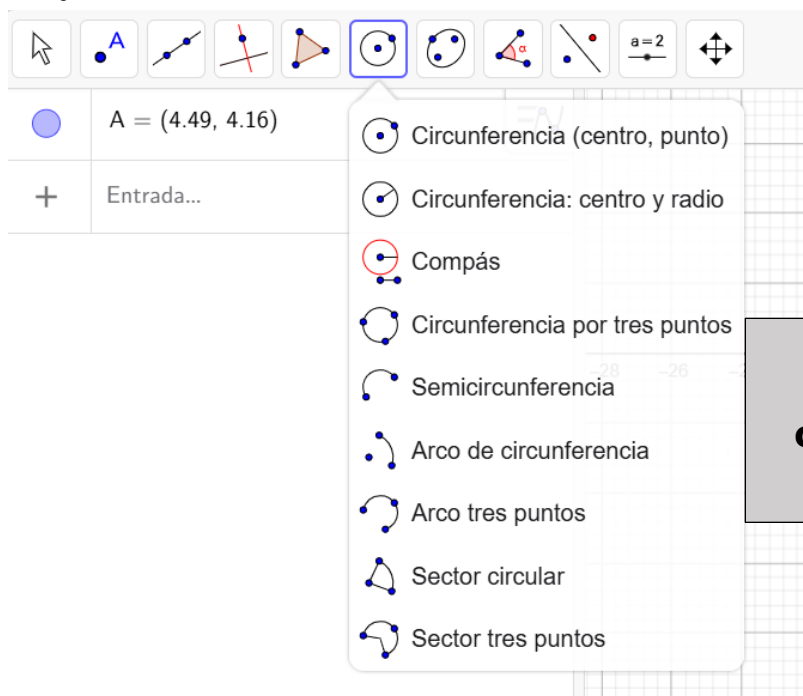 A
α
a=2
A = (4.49, 4.16)
Entrada...
Circunferencia (centro, punto)
Circunferencia: centro y radio
Compás
Circunferencia por tres puntos
Semicircunferencia
Arco de circunferencia
Arco tres puntos
Sector circular
Sector tres puntos
–28 –26